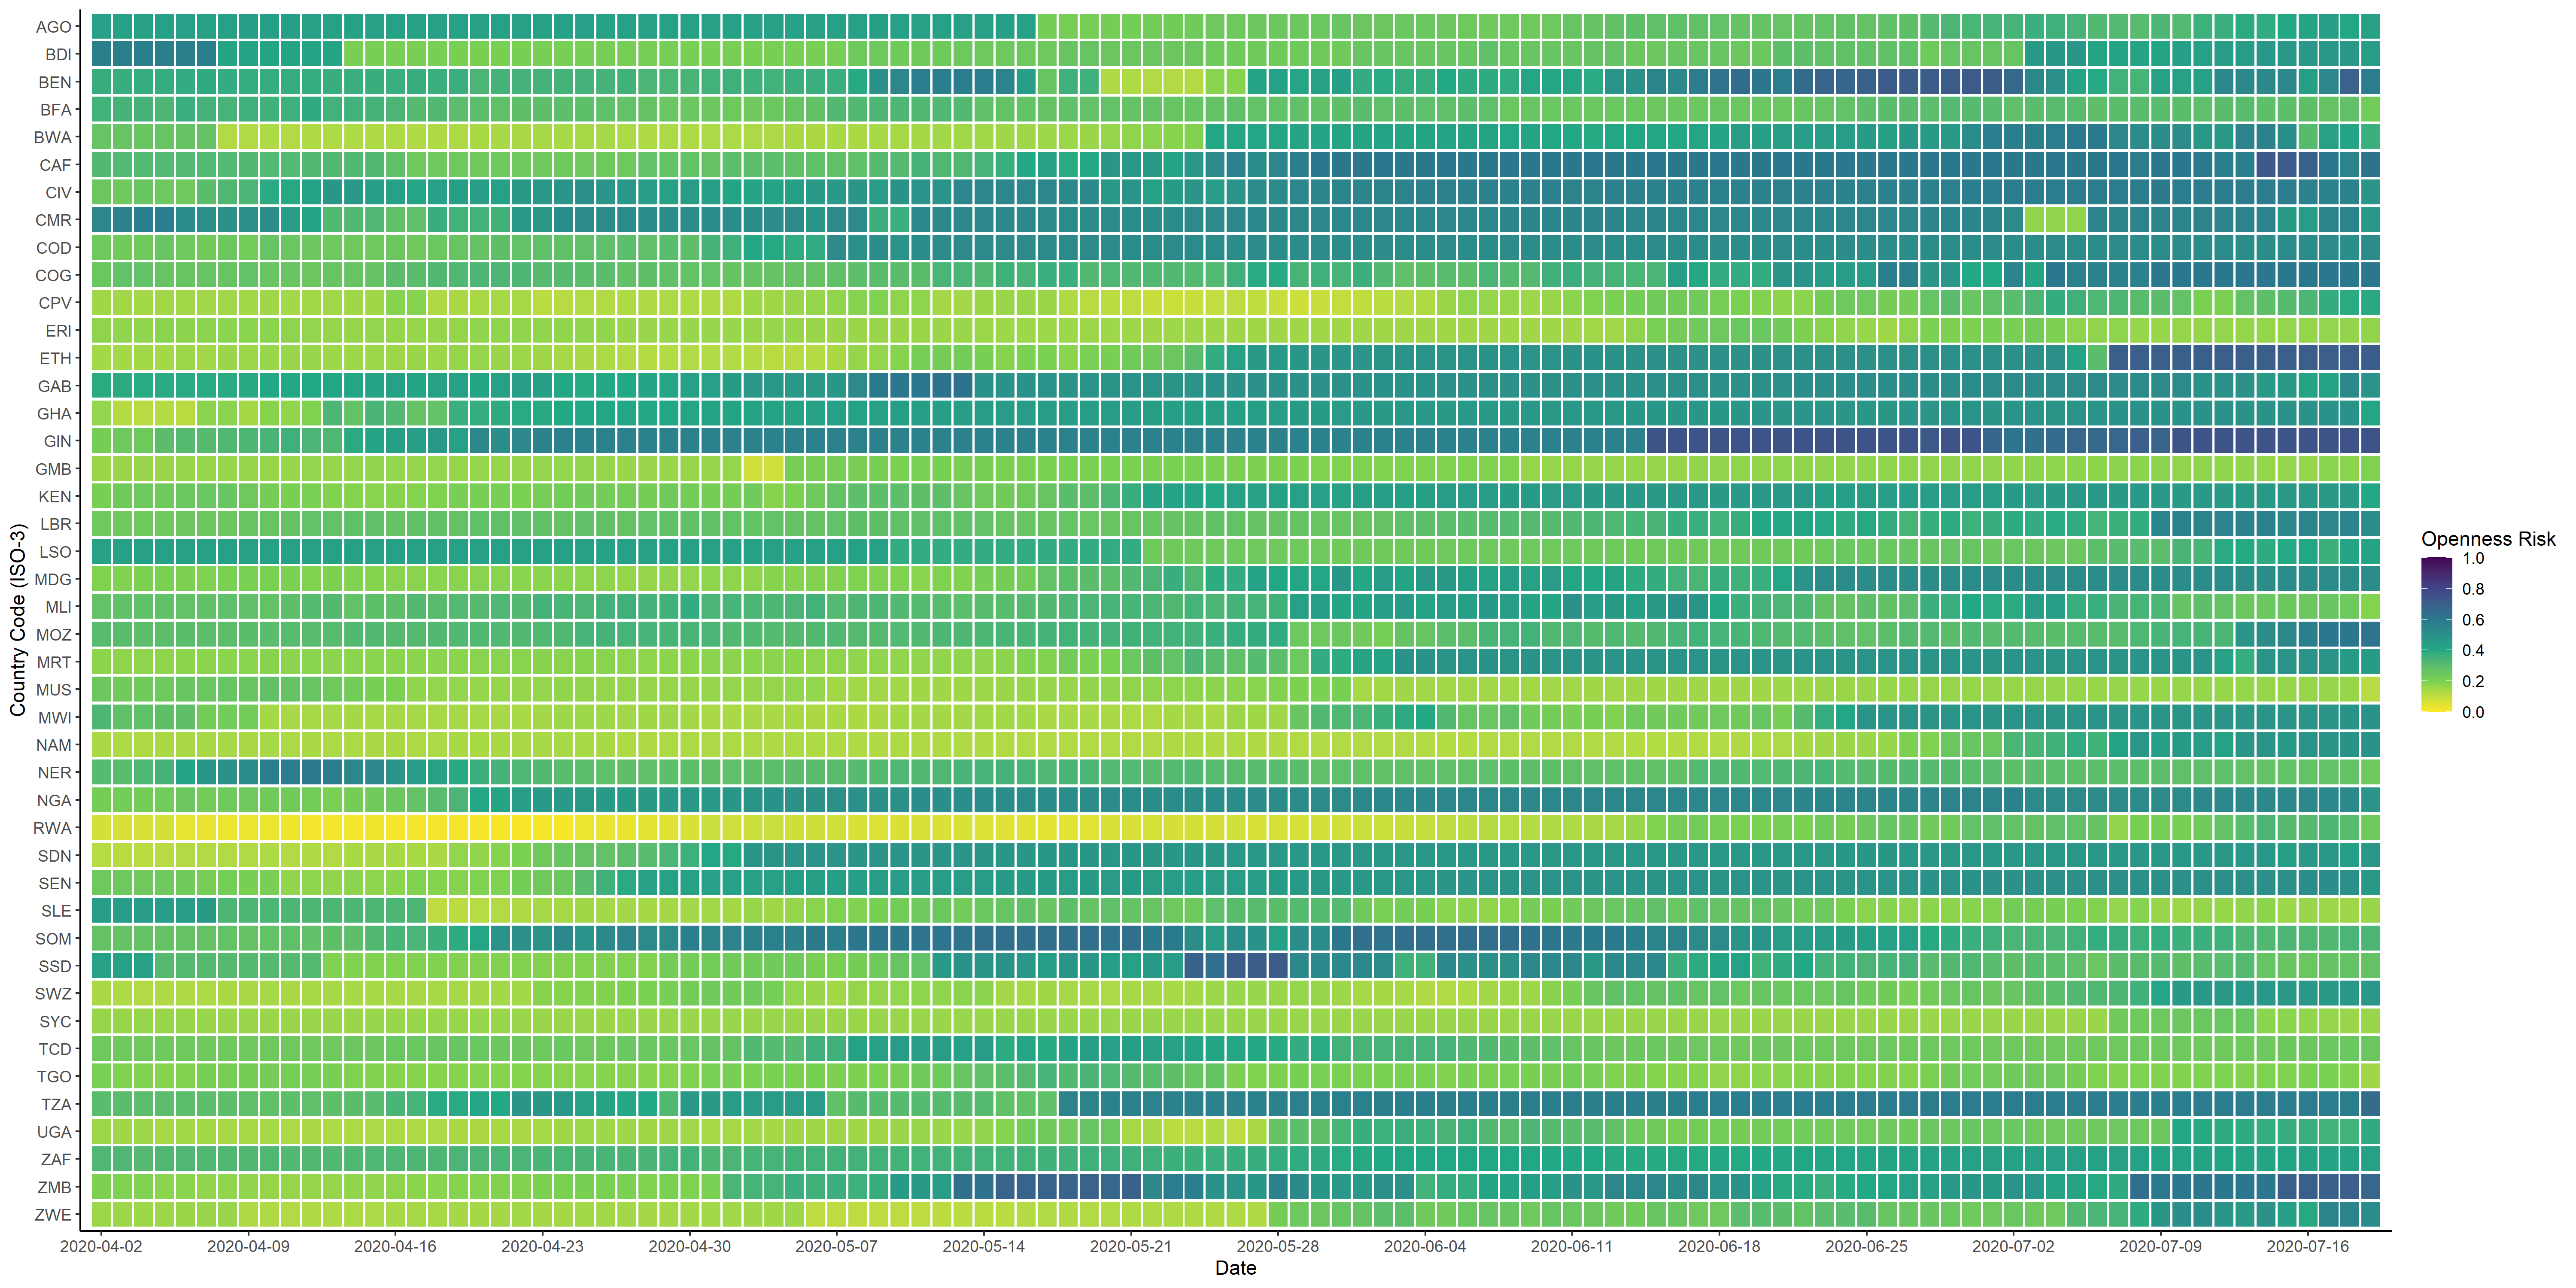 AGO
BDI
BEN
BFA
BWA
CAF
CIV
CMR
COD
COG
CPV
ERI
ETH
GAB
GHA
GIN
GMB
KEN
LBR
LSO
MDG
MLI
MOZ
MRT
MUS
MWI
NAM
NER
NGA
RWA
SDN
SEN
SLE
SOM
SSD
SWZ
SYC
TCD
TGO
TZA
UGA
ZAF
ZMB
ZWE
Country Code (ISO-3)
2020-04-02 2020-04-09 2020-04-16 2020-04-23 2020-04-30 2020-05-07 2020-05-14 2020-05-21 2020-05-28 2020-06-04 2020-06-11 2020-06-18 2020-06-25 2020-07-02 2020-07-09 2020-07-16
Date
Openness Risk
1.0
0.8
0.6
0.4
0.2
0.0